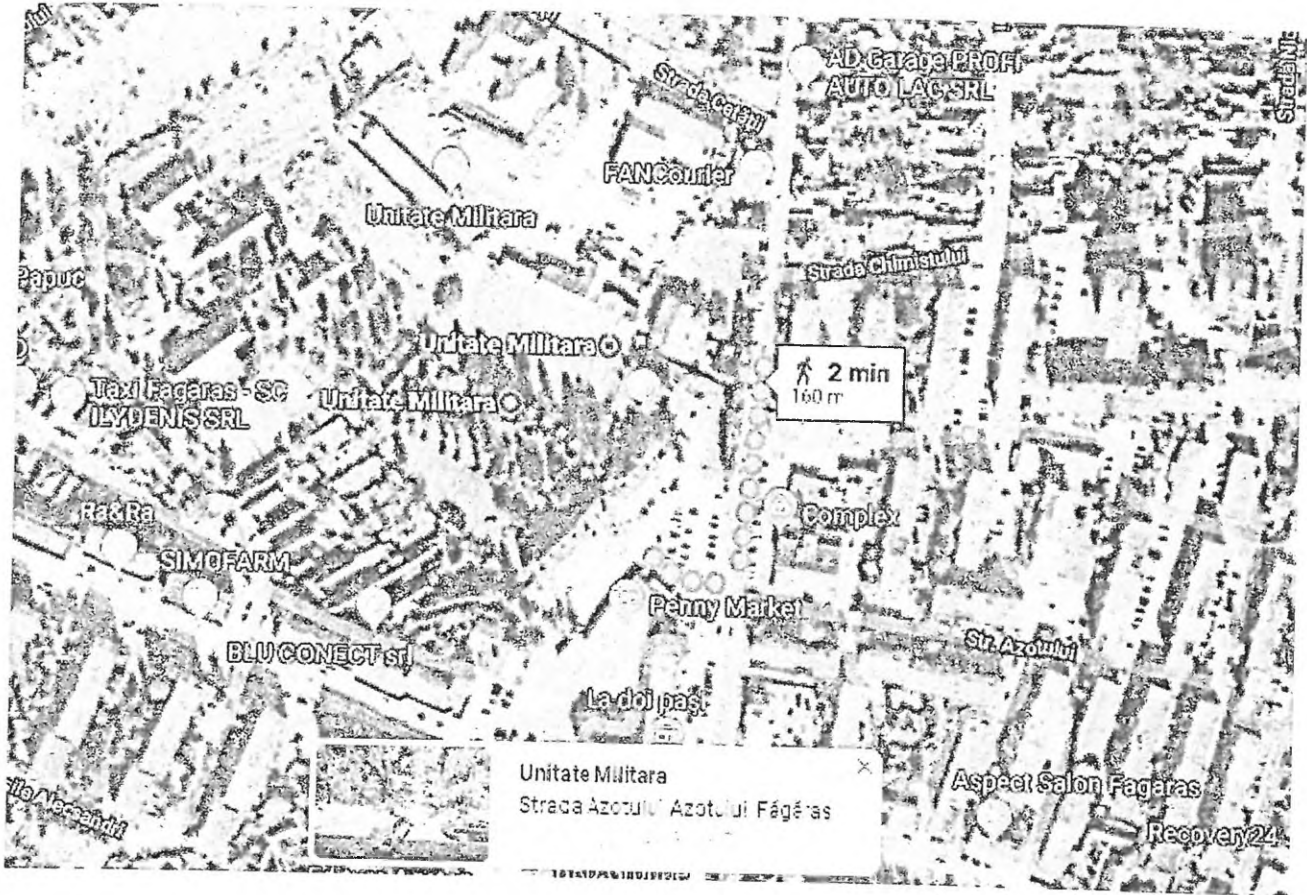 AD Garage PROFI
AUTO LAC SRL
Strada Cetății
FANCourier
Unitate Militara
Strada Chimistului
Papuc
Unitate Militara
2 min
160 m
Taxi Fagaras - SC
ILYDENIS SRL
Unitate Militara
Ra&Ra
Complex
SIMOFARM
Penny Market
Str. Azotului
BLU CONECT srl
La doi pași
Unitate Militara
Strada Azotului Azotului Făgăraș
Aspect Salon Fagaras
Recovery24